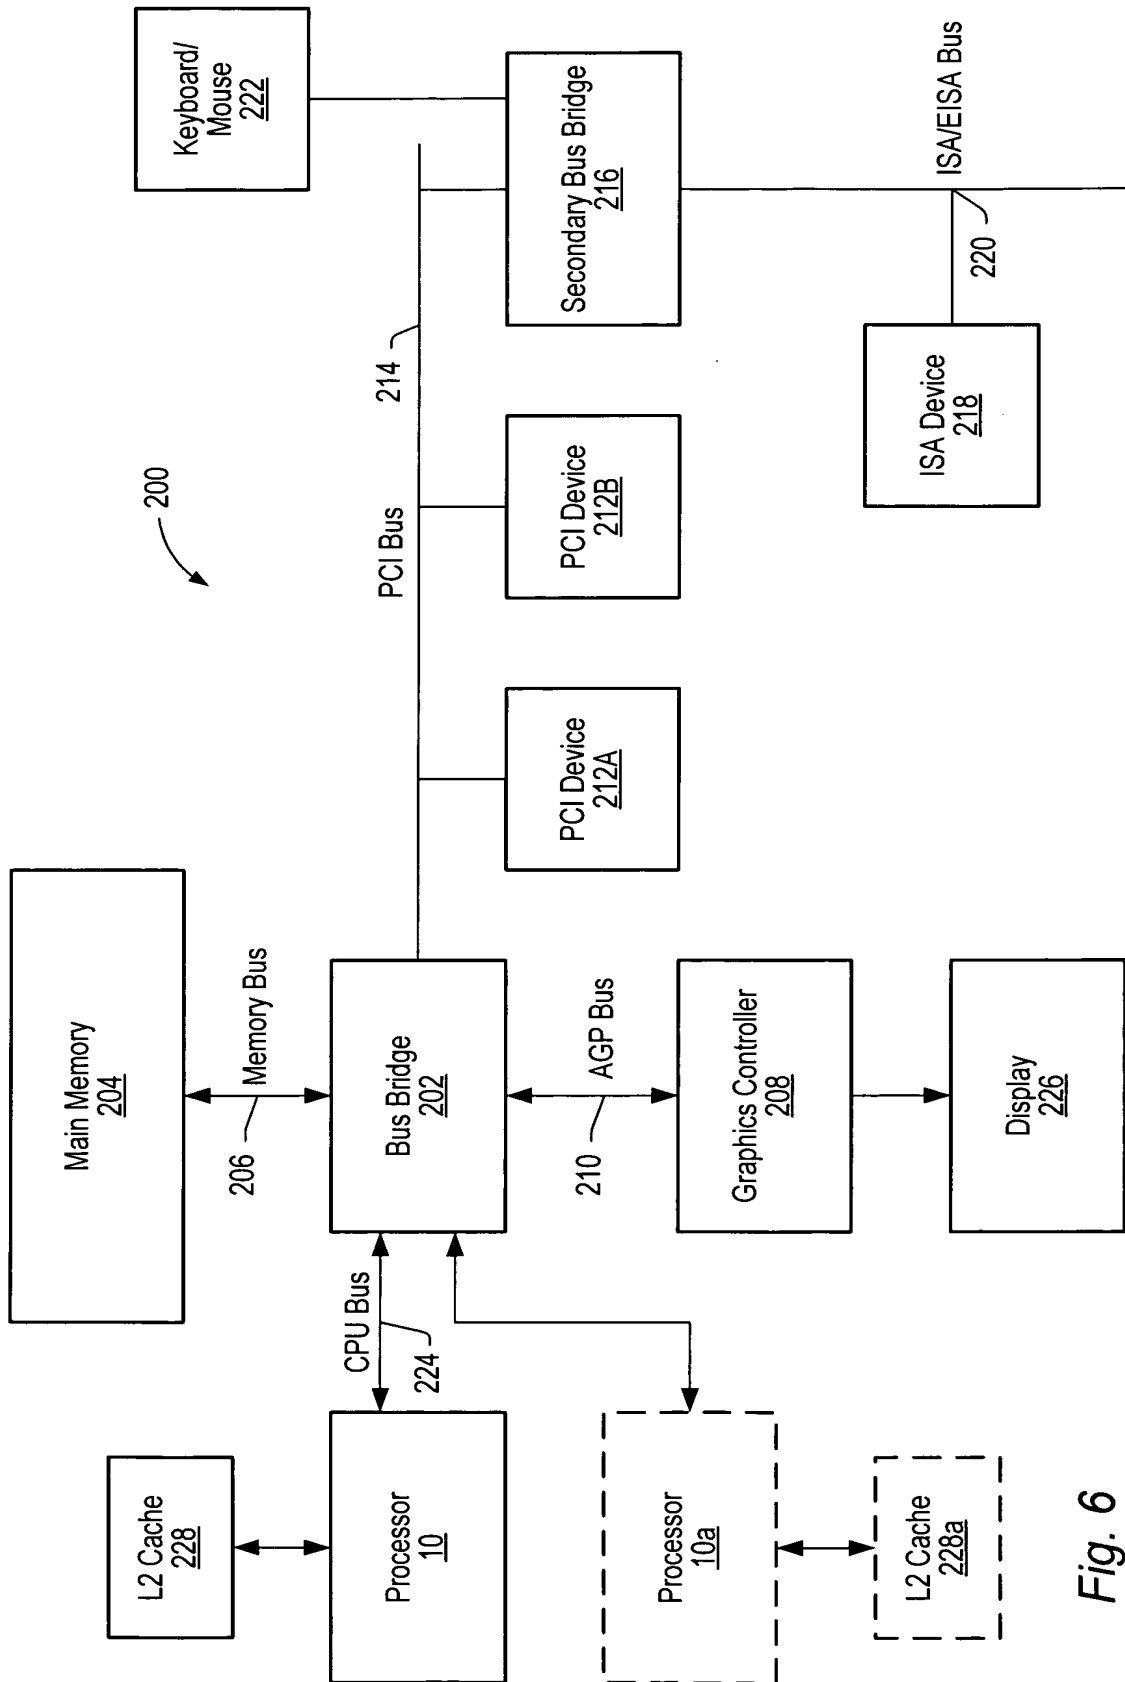 200
Main Memory
204
206
Memory Bus
L2 Cache
228
Processor
10
CPU Bus
224
Bus Bridge
202
PCI Bus
214
Keyboard/
Mouse
222
Processor
10a
L2 Cache
228a
210
AGP Bus
Graphics Controller
208
Display
226
PCI Device
212A
PCI Device
212B
Secondary Bus Bridge
216
ISA Device
218
220
ISA/EISA Bus
Fig. 6